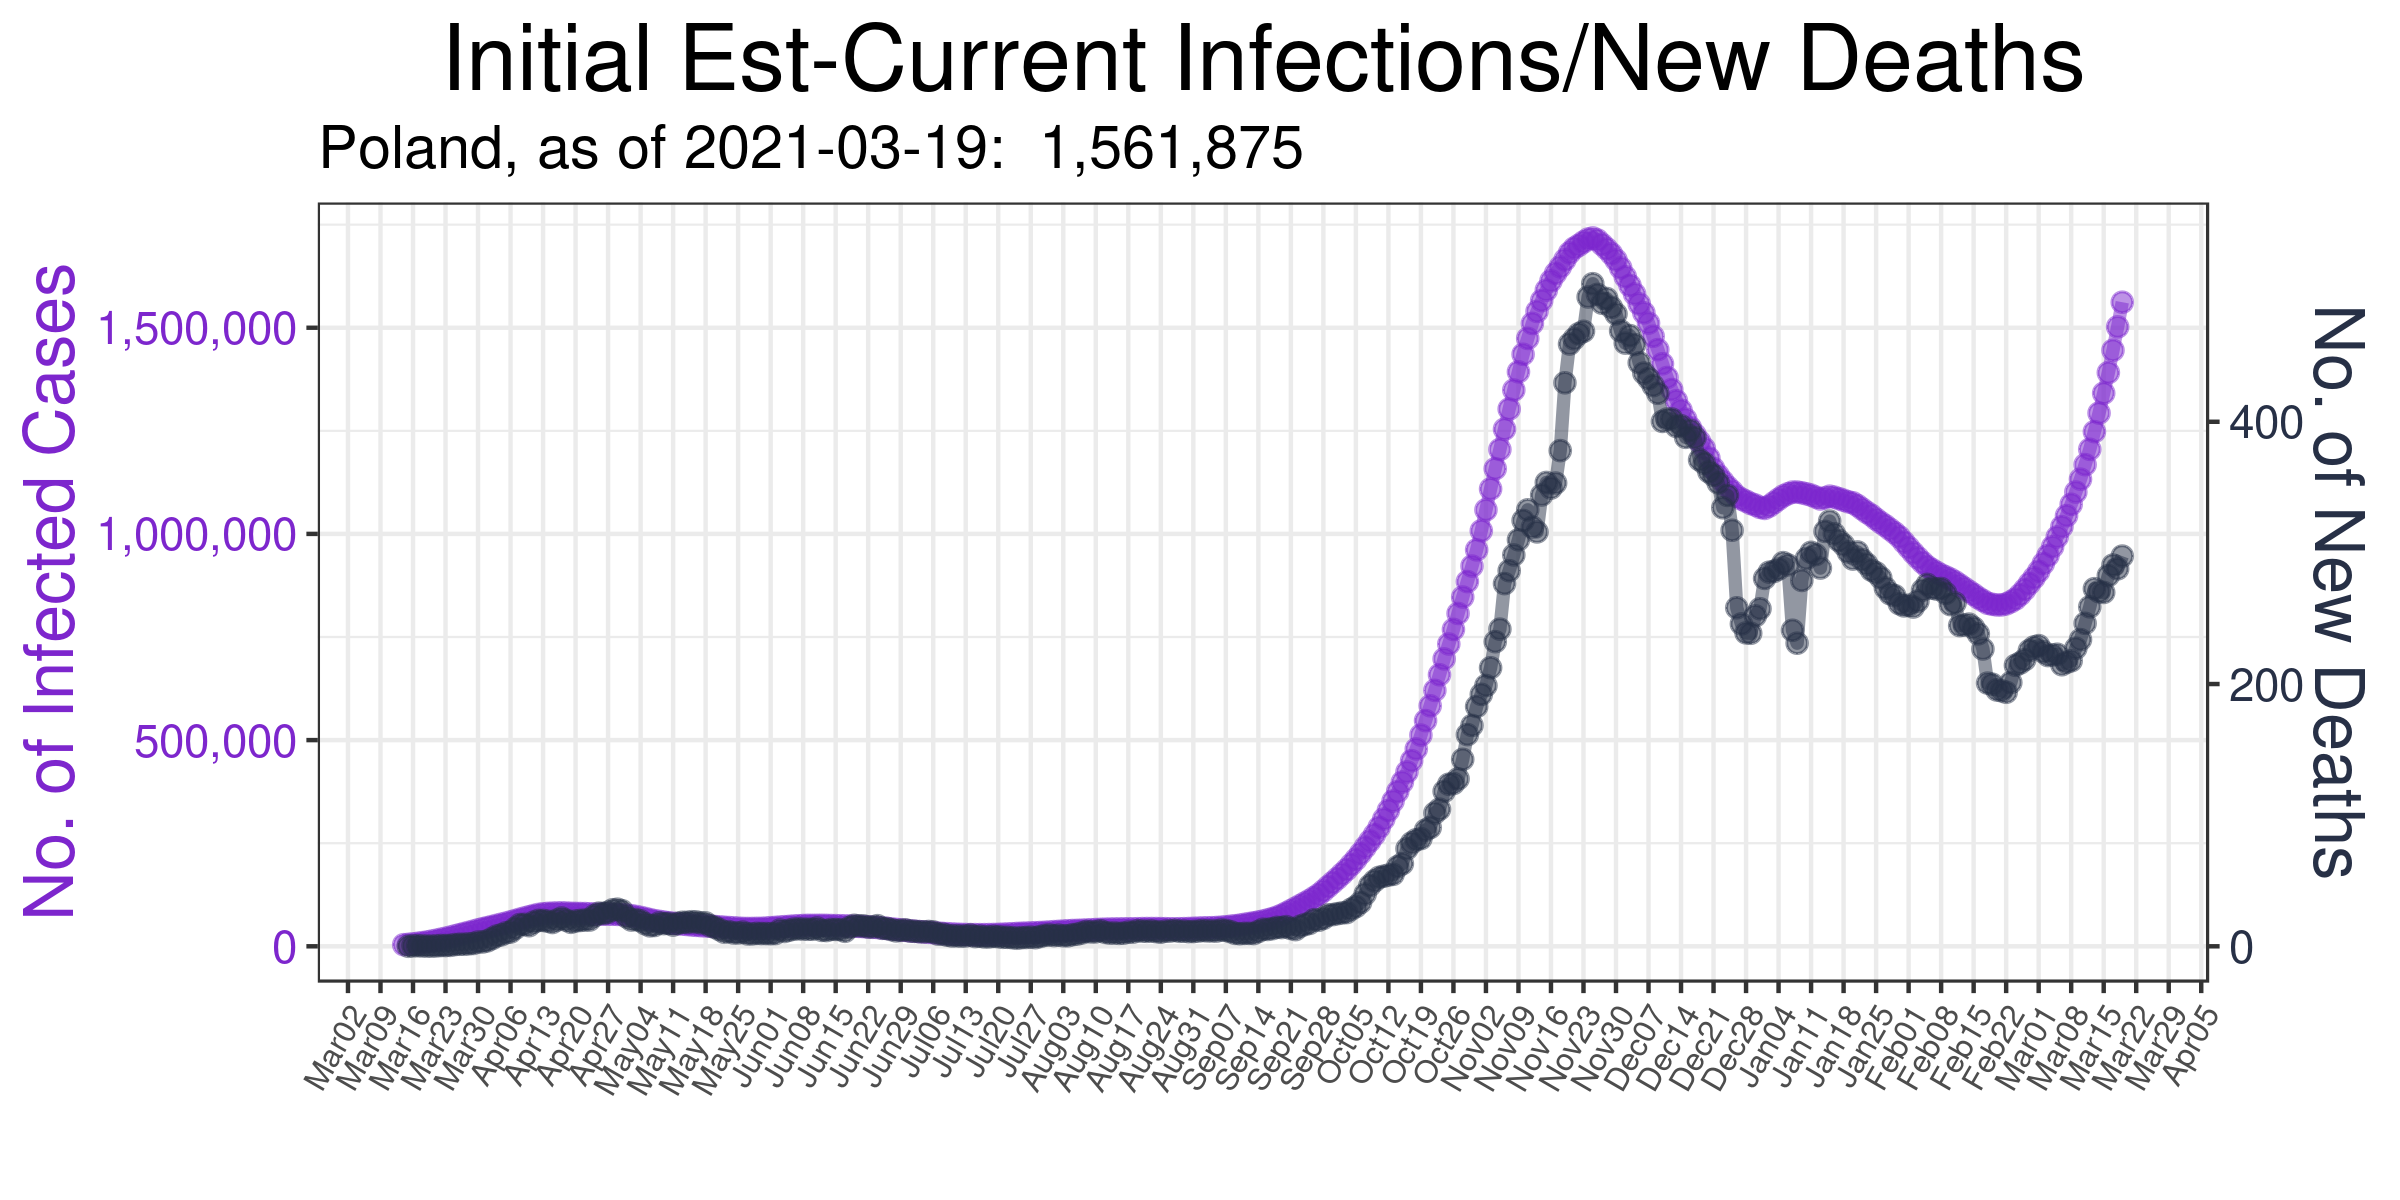 Initial Est-Current Infections/New Deaths
Poland, as of 2021-03-19:  1,561,875
No. of Infected Cases
1,500,000
1,000,000
500,000
0
400
200
0
No. of New Deaths
Mar02
Mar09
Mar16
Mar23
Mar30
Apr06
Apr13
Apr20
Apr27
May04
May11
May18
May25
Jun01
Jun08
Jun15
Jun22
Jun29
Jul06
Jul13
Jul20
Jul27
Aug03
Aug10
Aug17
Aug24
Aug31
Sep07
Sep14
Sep21
Sep28
Oct05
Oct12
Oct19
Oct26
Nov02
Nov09
Nov16
Nov23
Nov30
Dec07
Dec14
Dec21
Dec28
Jan04
Jan11
Jan18
Jan25
Feb01
Feb08
Feb15
Feb22
Mar01
Mar08
Mar15
Mar22
Mar29
Apr05